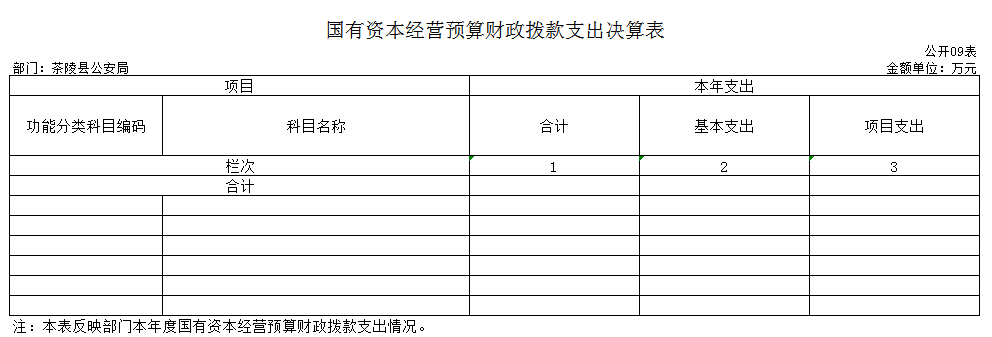 国有资本经营预算财政拨款支出决算表
公开09表
部门：茶陵县公安局 金额单位：万元
项目 本年支出
功能分类科目编码 科目名称 合计 基本支出 项目支出
栏次 1 2 3
合计
注：本表反映部门本年度国有资本经营预算财政拨款支出情况。